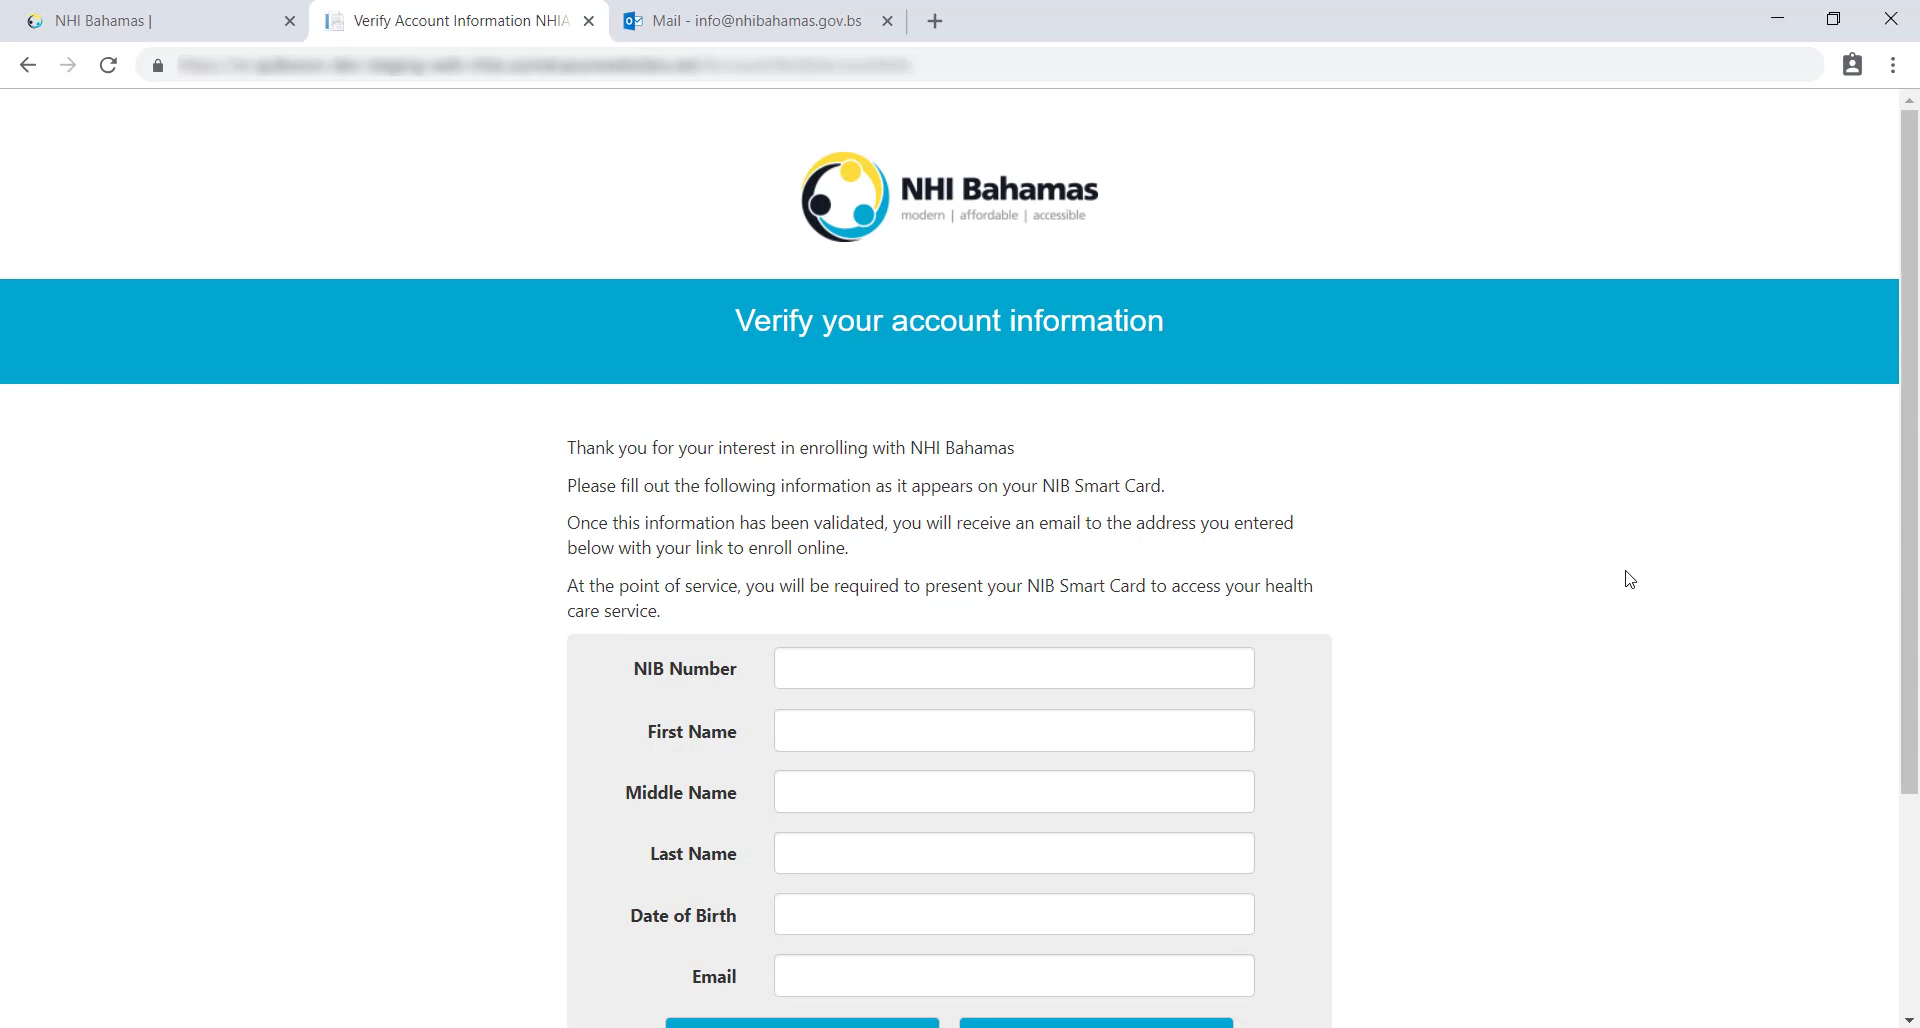 NHI Bahamas |
Verify Account Information NHIA
Mail - info@nhibahamas.gov.bs
NHI Bahamas
modern | affordable | accessible
Verify your account information
Thank you for your interest in enrolling with NHI Bahamas
Please fill out the following information as it appears on your NIB Smart Card.
Once this information has been validated, you will receive an email to the address you entered
below with your link to enroll online.
At the point of service, you will be required to present your NIB Smart Card to access your health
care service.
NIB Number
First Name
Middle Name
Last Name
Date of Birth
Email